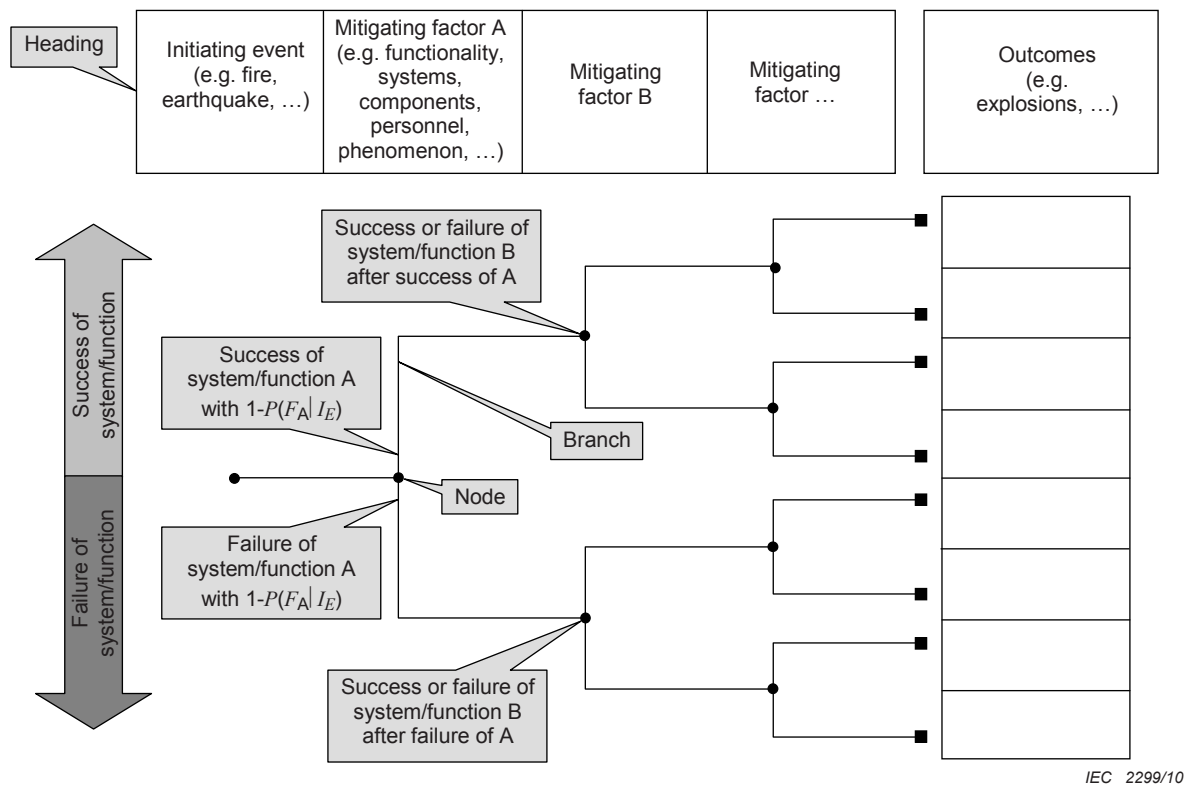 Heading
Initiating event
(e.g. fire,
earthquake, …)
Mitigating factor A
(e.g. functionality,
systems,
components,
personnel,
phenomenon, …)
Mitigating
factor B
Mitigating
factor …
Outcomes
(e.g.
explosions, …)
Success of
system/function
Failure of
system/function
Success or failure of
system/function B
after success of A
Success of
system/function A
with 1-P(FA| IE)
Branch
Node
Failure of
system/function A
with 1-P(FA| IE)
Success or failure of
system/function B
after failure of A
IEC 2299/10